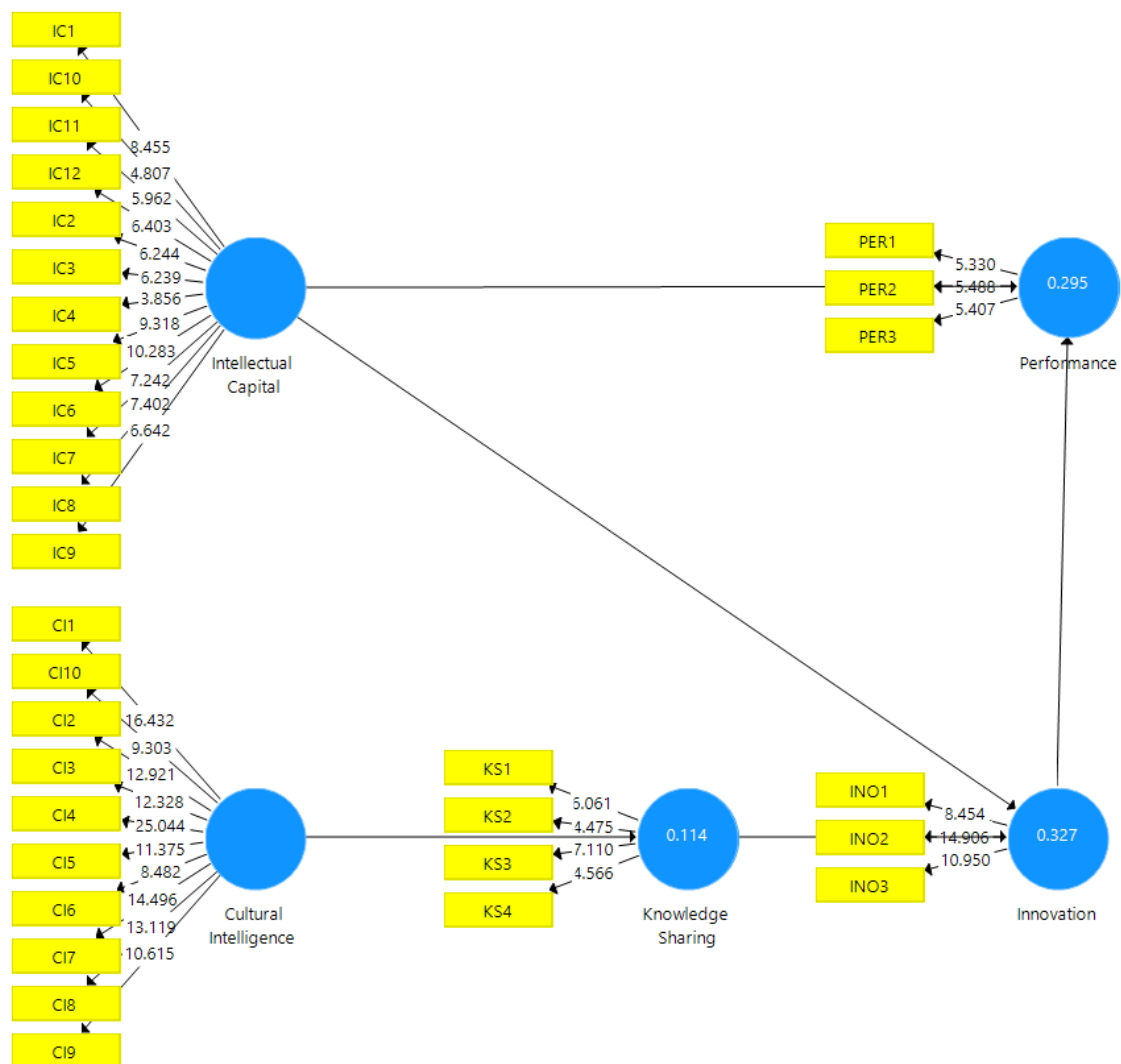 IC1
IC10
IC11
IC12
IC2
IC3
IC4
IC5
IC6
IC7
IC8
IC9
8.455
4.807
5.962
6.403
6.244
6.239
3.856
9.318
10.283
7.242
7.402
6.642
Intellectual
Capital
PER1
PER2
PER3
5.330
5.488
5.407
0.295
Performance
CI1
CI10
CI2
CI3
CI4
CI5
CI6
CI7
CI8
CI9
16.432
9.303
12.921
12.328
25.044
11.375
8.482
14.496
13.119
10.615
Cultural
Intelligence
KS1
KS2
KS3
KS4
4.475
7.110
4.566
0.114
Knowledge
Sharing
INO1
INO2
INO3
8.454
14.906
10.950
0.327
Innovation